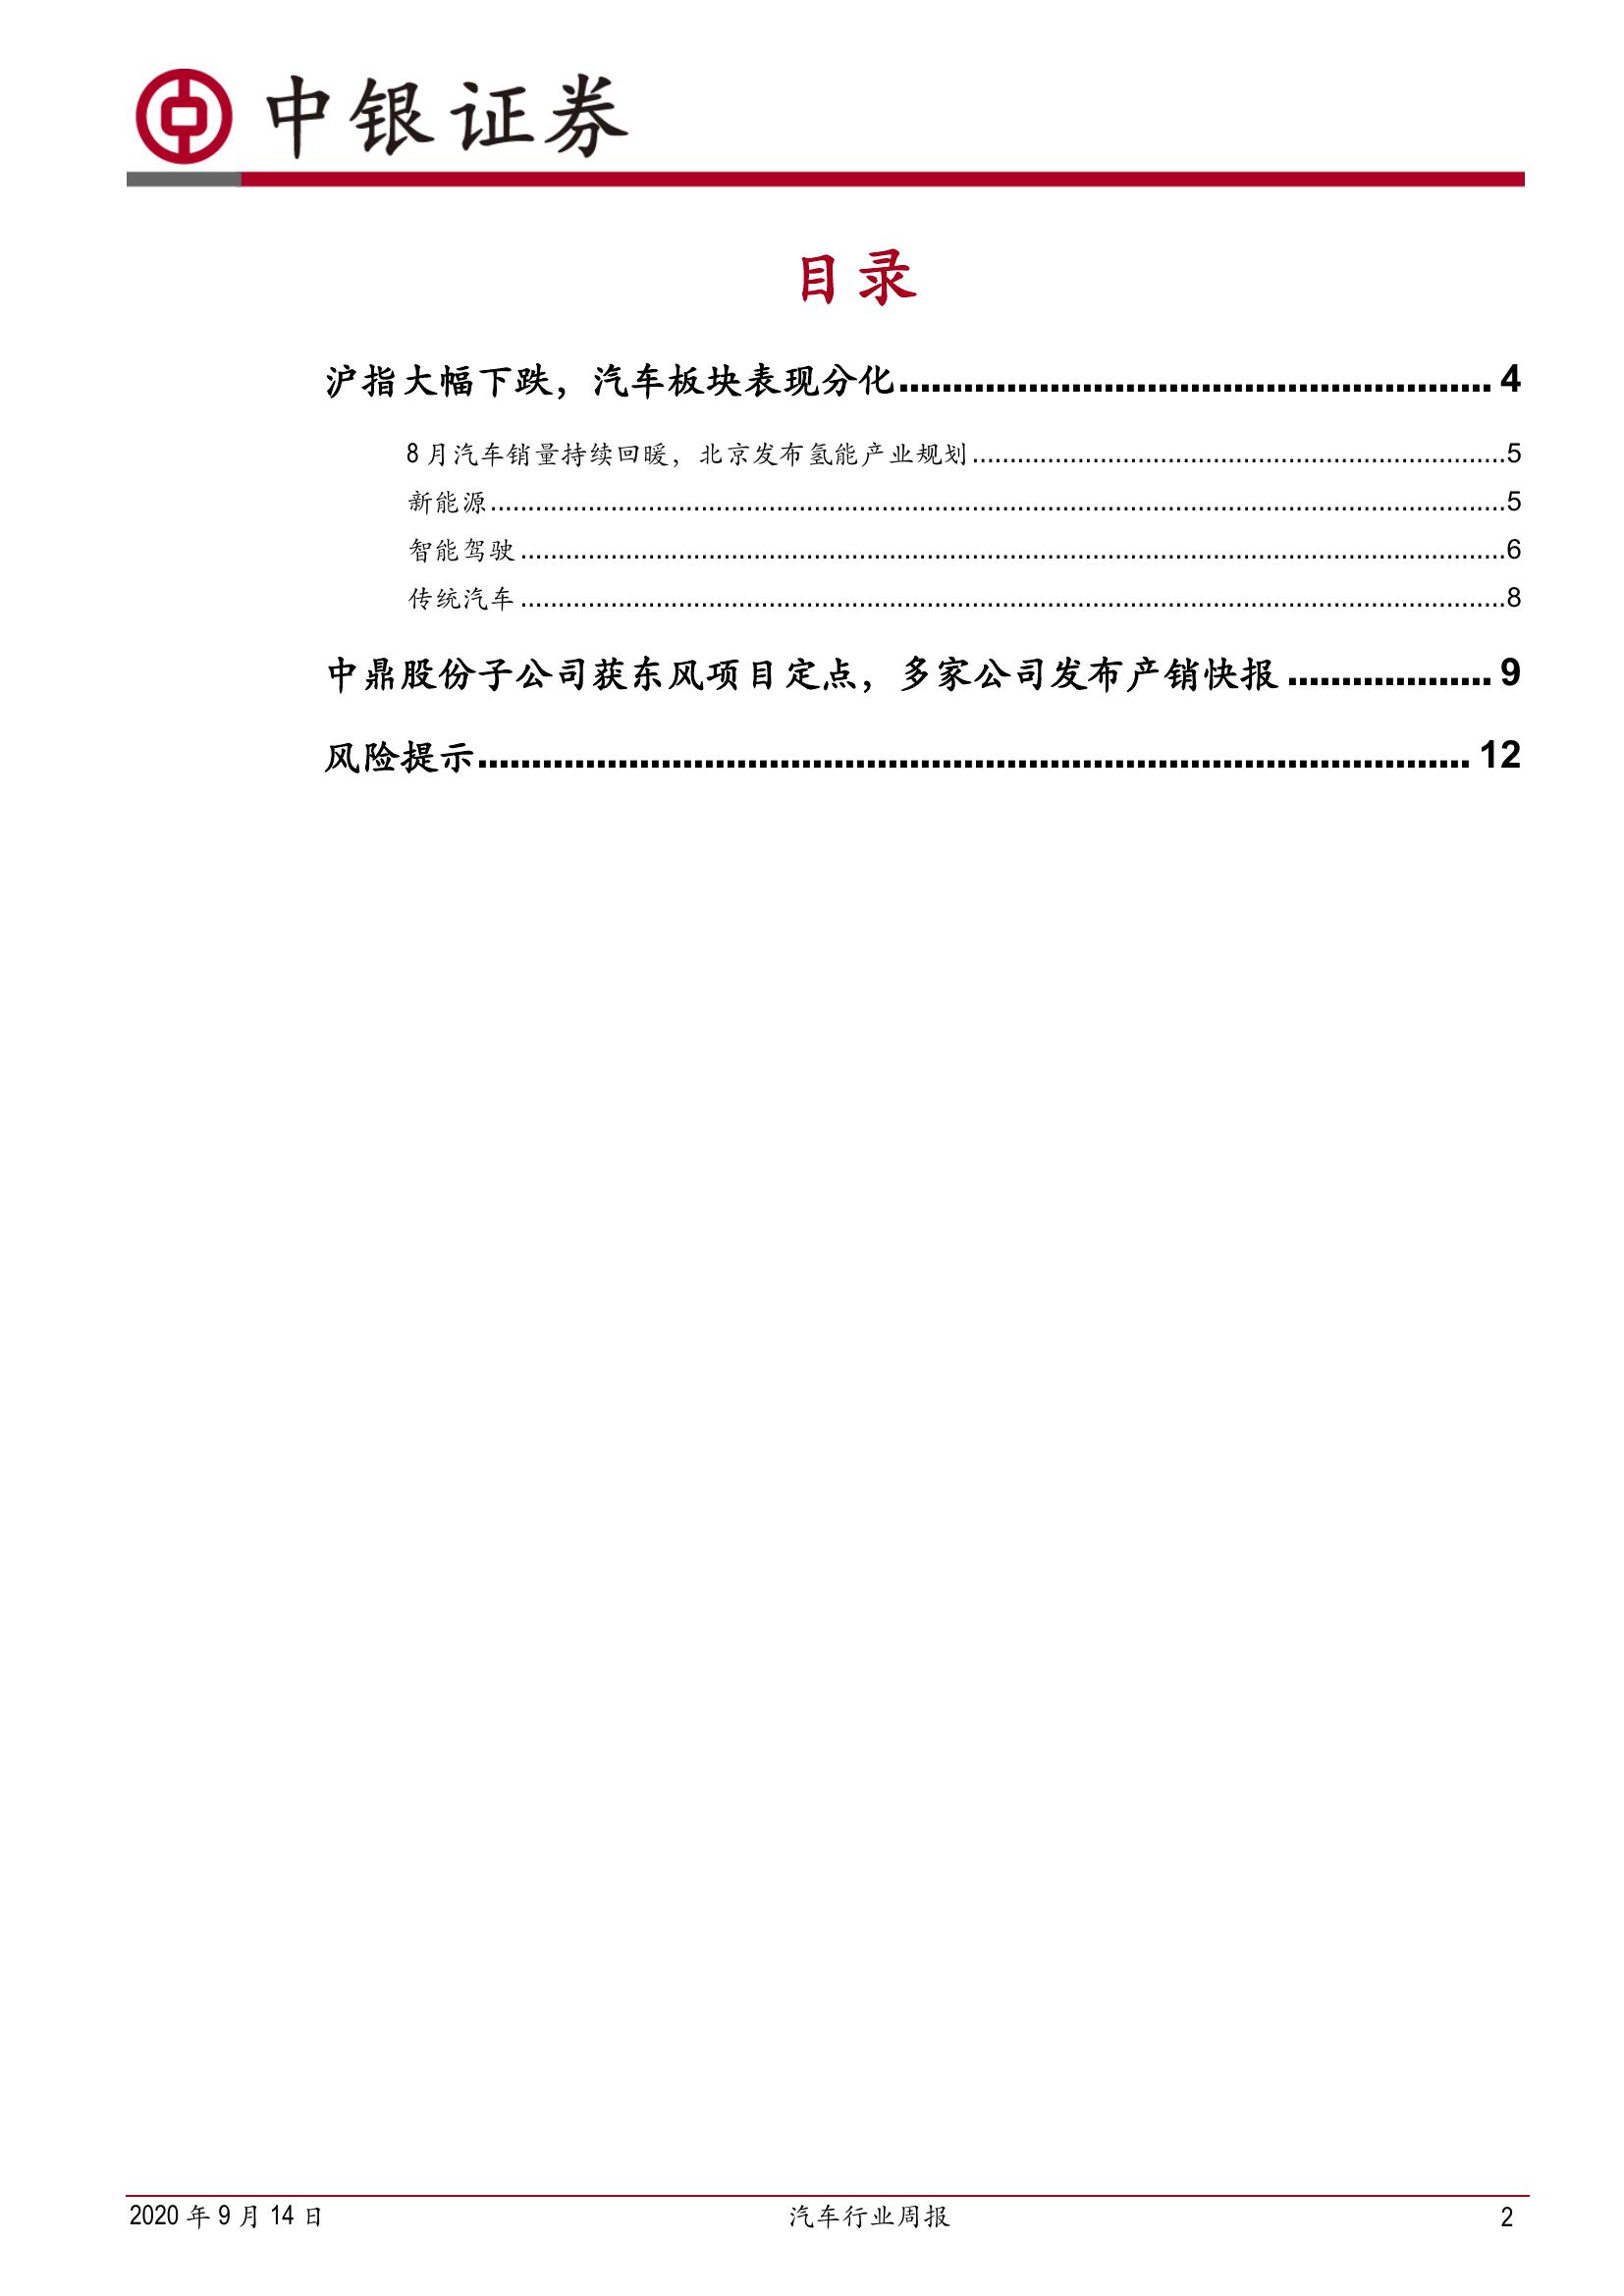 中银证券
目录
沪指大幅下跌，汽车板块表现分化 4
8 月汽车销量持续回暖，北京发布氢能产业规划 5
新能源 5
智能驾驶 6
传统汽车 8
中鼎股份子公司获东风项目定点，多家公司发布产销快报 9
风险提示 12
2020 年 9 月 14 日 汽车行业周报 2